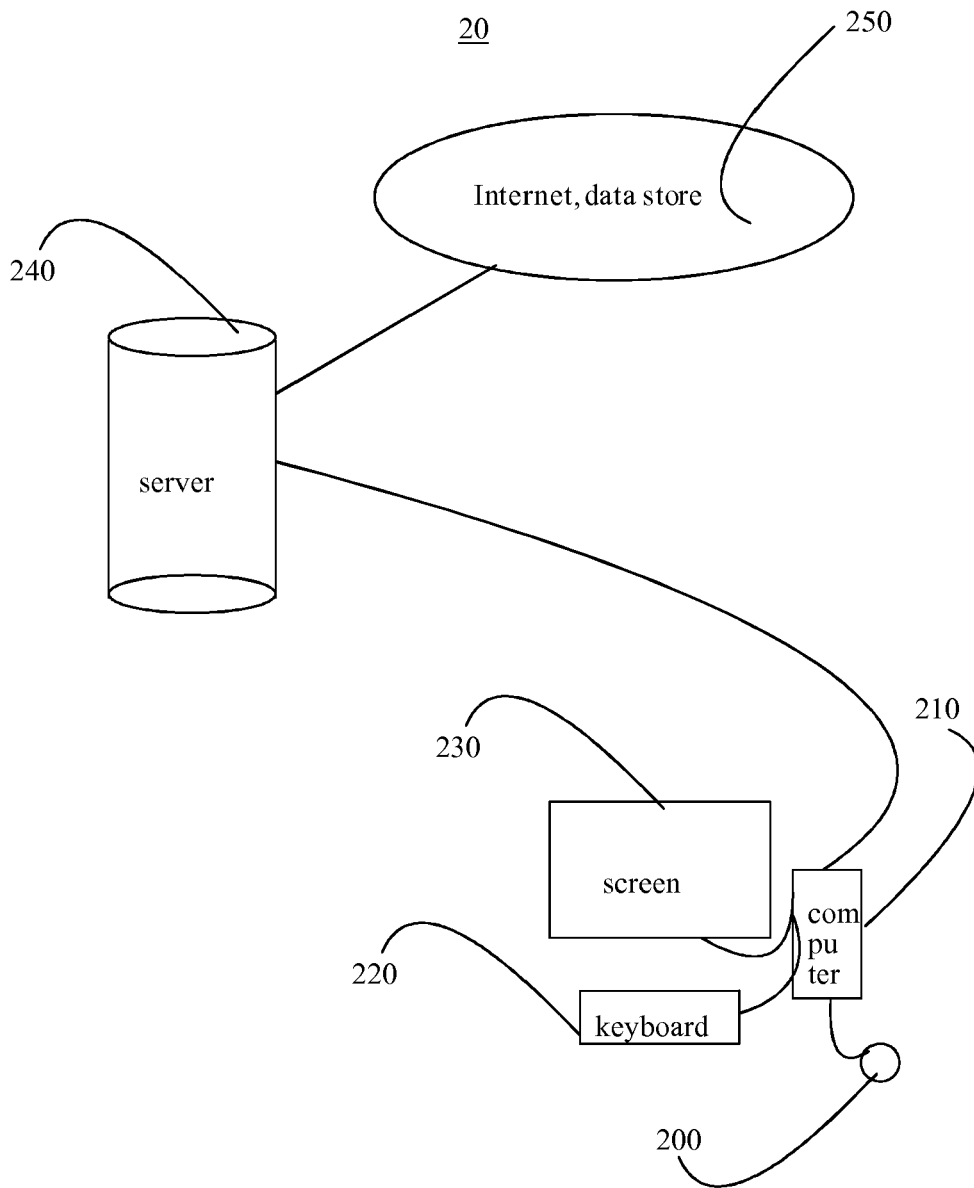 20
250
Internet, data store
240
server
210
230
screen
com
pu
ter
220
keyboard
200